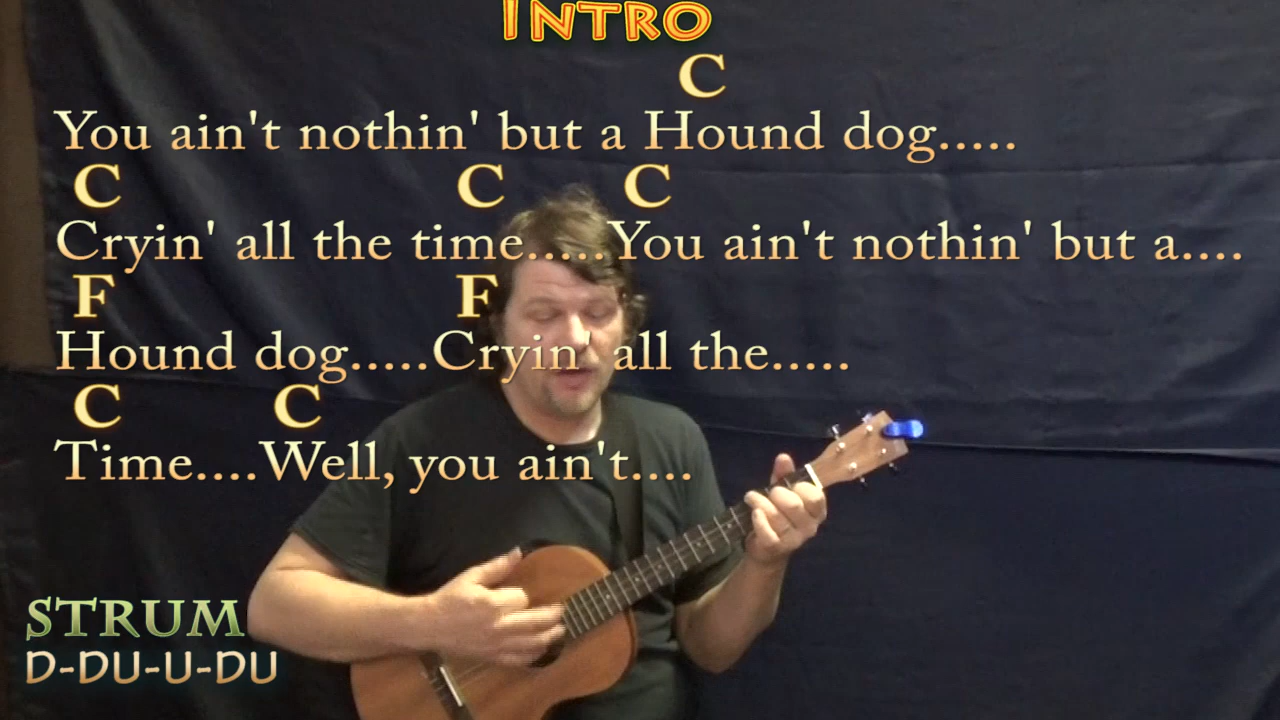 INTRO
C
You ain't nothin' but a Hound dog.....
C C C
Cryin' all the time.....You ain't nothin' but a....
F F
Hound dog.....Cryin' all the.....
C C
Time....Well, you ain't....
STRUM
D-DU-U-DU